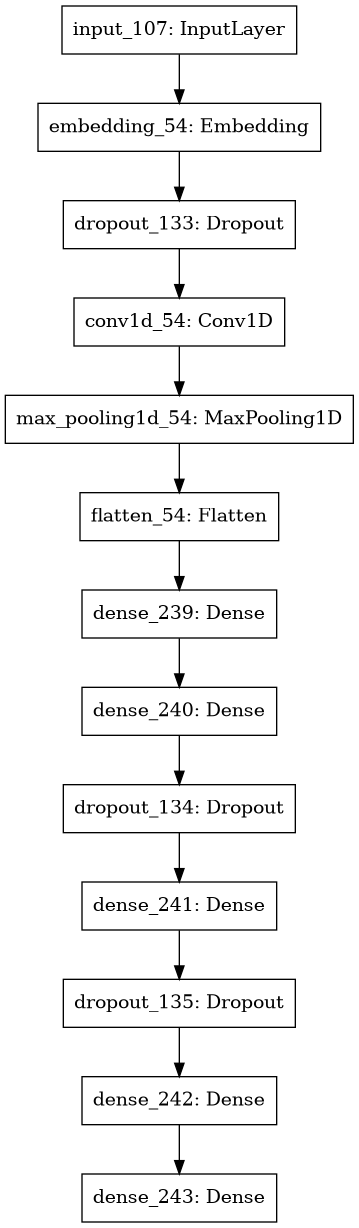 input_107: InputLayer
embedding_54: Embedding
dropout_133: Dropout
conv1d_54: Conv1D
max_pooling1d_54: MaxPooling1D
flatten_54: Flatten
dense_239: Dense
dense_240: Dense
dropout_134: Dropout
dense_241: Dense
dropout_135: Dropout
dense_242: Dense
dense_243: Dense